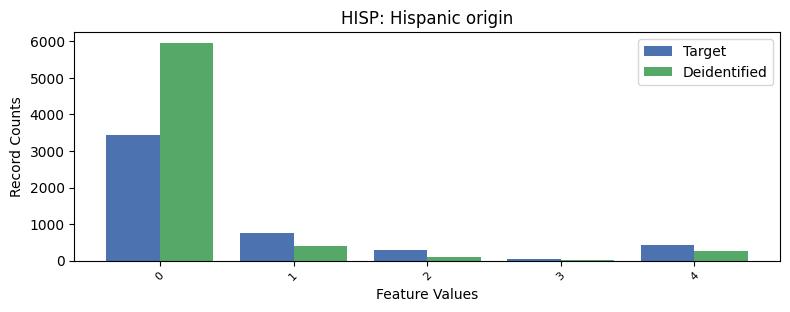 HISP: Hispanic origin
Target
Deidentified
Record Counts
6000
5000
4000
3000
2000
1000
0
0 1 2 3 4
Feature Values